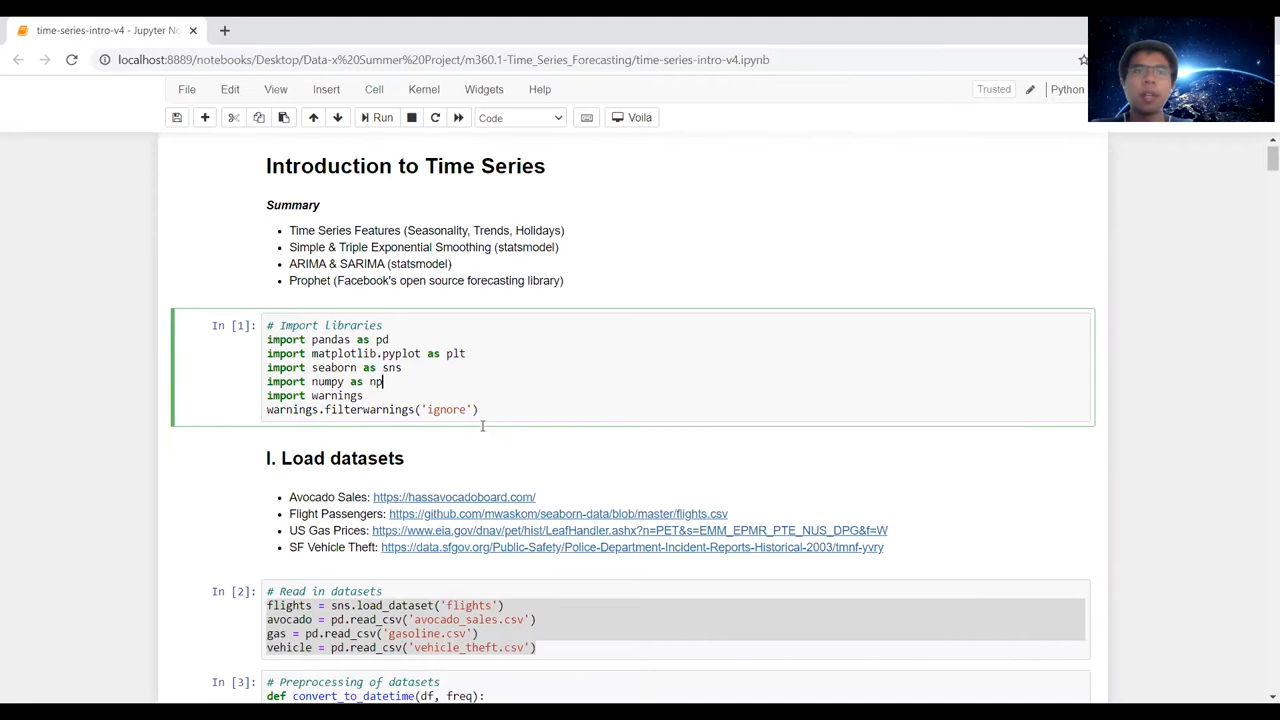 time-series-intro-v4 - Jupyter No
localhost:8889/notebooks/Desktop/Data-x%20Summer%20Project/m360.1-Time_Series_Forecasting/time-series-intro-v4.ipynb
File Edit View Insert Cell Kernel Widgets Help Trusted Python
Run Code Voila
Introduction to Time Series
Summary
• Time Series Features (Seasonality, Trends, Holidays)
• Simple & Triple Exponential Smoothing (statsmodel)
• ARIMA & SARIMA (statsmodel)
• Prophet (Facebook's open source forecasting library)
In [1]: # Import libraries
import pandas as pd
import matplotlib.pyplot as plt
import seaborn as sns
import numpy as np
import warnings
warnings.filterwarnings('ignore')
I. Load datasets
• Avocado Sales: https://hassavocadoboard.com/
• Flight Passengers: https://github.com/mwaskom/seaborn-data/blob/master/flights.csv
• US Gas Prices: https://www.eia.gov/dnav/pet/hist/LeafHandler.ashx?n=PET&s=EMM_EPMR_PTE_NUS_DPG&f=W
• SF Vehicle Theft: https://data.sfgov.org/Public-Safety/Police-Department-Incident-Reports-Historical-2003/tmnf-yvry
In [2]: # Read in datasets
flights = sns.load_dataset('flights')
avocado = pd.read_csv('avocado_sales.csv')
gas = pd.read_csv('gasoline.csv')
vehicle = pd.read_csv('vehicle_theft.csv')
In [3]: # Preprocessing of datasets
def convert_to_datetime(df, freq):